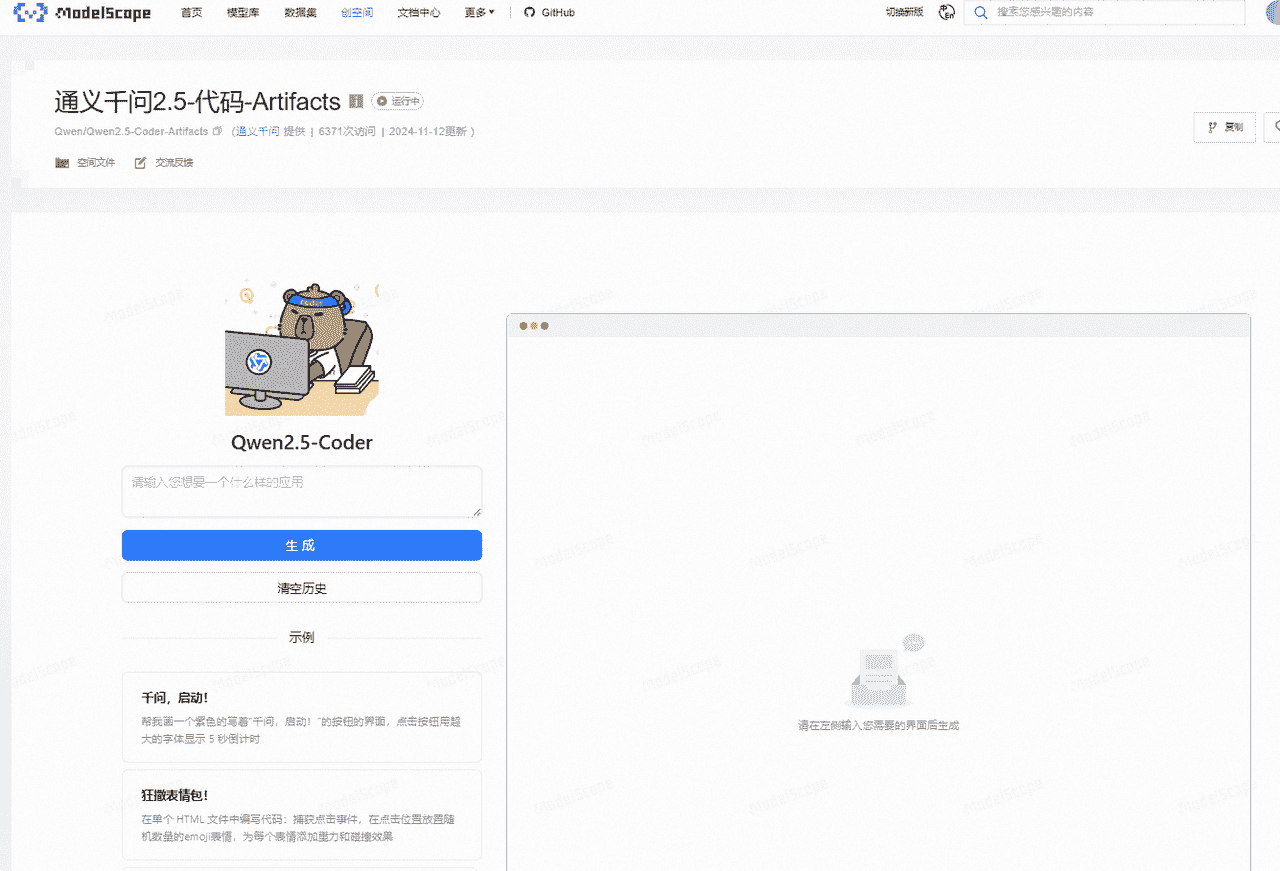 ModelScope 首页 模型库 数据集 创空间 文档中心 更多 GitHub 切换新版 中 En 搜索您感兴趣的内容
通义千问2.5-代码-Artifacts 运行中
Qwen/Qwen2.5-Coder-Artifacts (通义千问 提供 | 6371次访问 | 2024-11-12更新 )
复制
空间文件 交流反馈
coder
Qwen2.5-Coder
请输入您想要一个什么样的应用
生成
清空历史
示例
千问，启动！
帮我画一个紫色的写着“千问，启动！”的按钮的界面，点击按钮用超
大的字体显示 5 秒倒计时
狂撒表情包！
在单个 HTML 文件中编写代码：捕获点击事件，在点击位置放置随
机数量的emoji表情，为每个表情添加重力和碰撞效果
请在左侧输入您需要的界面后生成
ModelScope